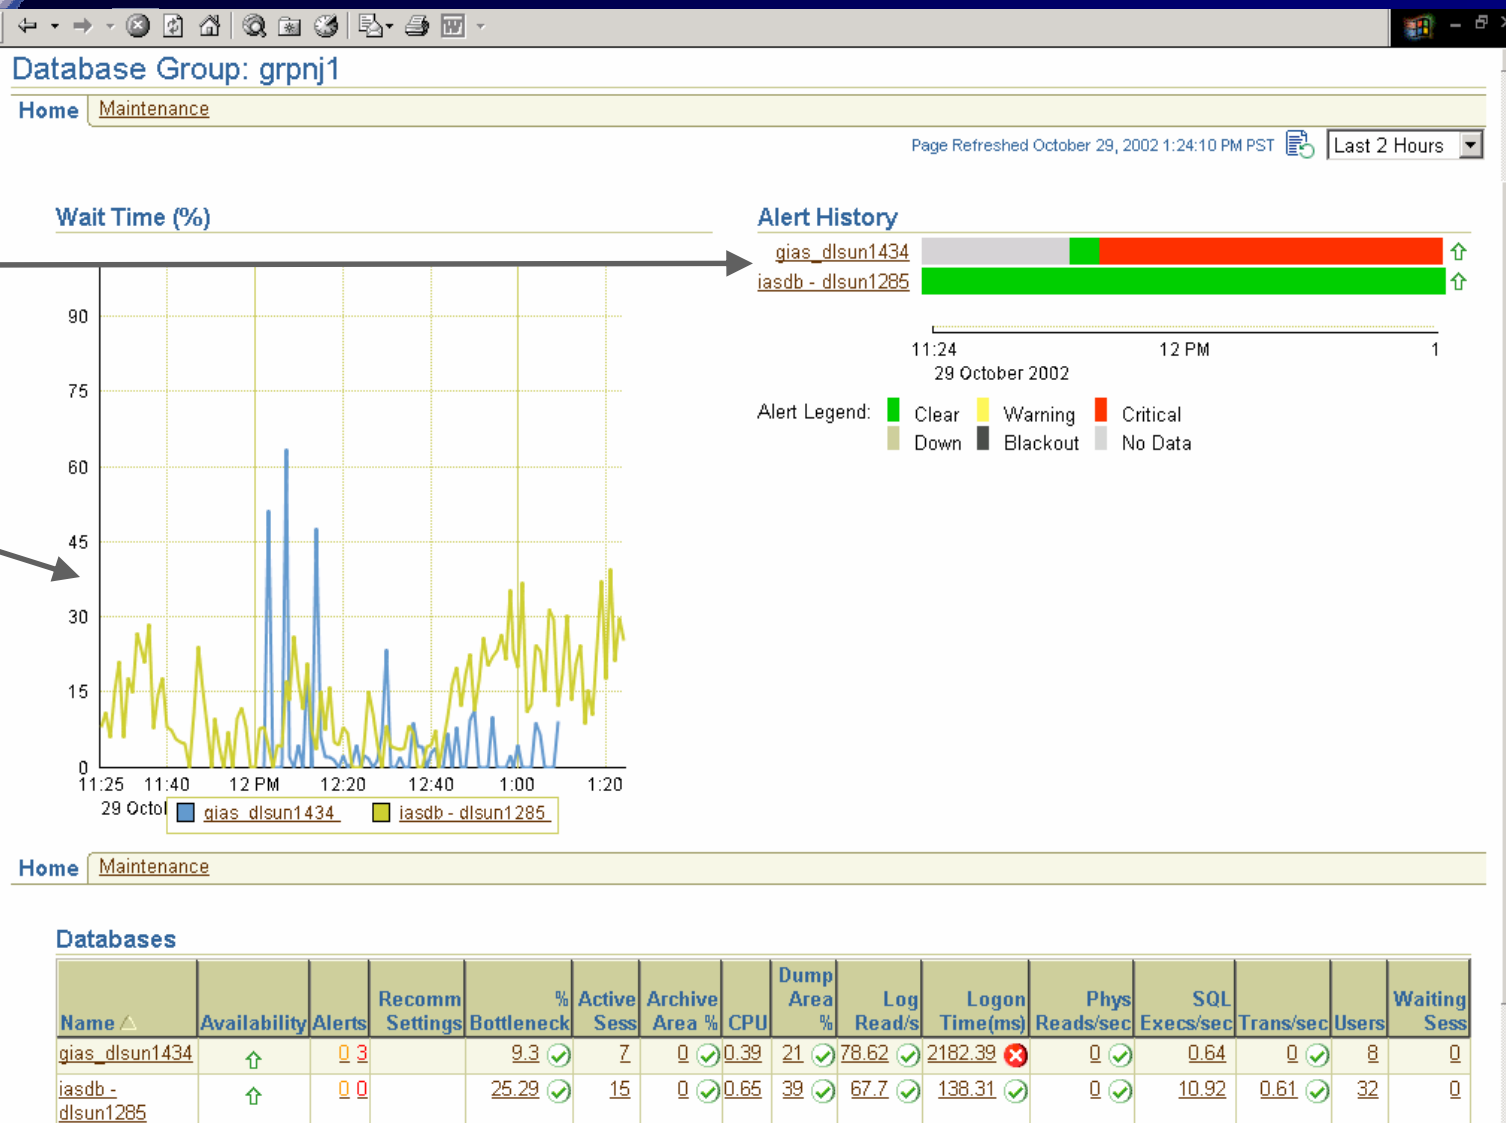 Database Group: grpnj1
Home Maintenance
Page Refreshed October 29, 2002 1:24:10 PM PST Last 2 Hours
Wait Time (%)
90
75
60
45
30
15
0
11:25 11:40 12 PM 12:20 12:40 1:00 1:20
29 Octol
gias_dlsun1434 iasdb - dlsun1285
Alert History
gias_dlsun1434
iasdb - dlsun1285
11:24 12 PM 1
29 October 2002
Alert Legend: Clear Warning Critical
Down Blackout No Data
Home Maintenance
Databases
Name Availability Alerts Recomm Settings % Bottleneck Active Sess Archive Area % CPU Dump Area % Log Read/s Logon Time(ms) Phys Reads/sec SQL Execs/sec Trans/sec Users Waiting Sess
gias_dlsun1434 0 3 9.3 7 0 0.39 21 78.62 2182.39 0 0.64 0 8 0
iasdb - dlsun1285 0 0 25.29 15 0 0.65 39 67.7 138.31 0 10.92 0.61 32 0